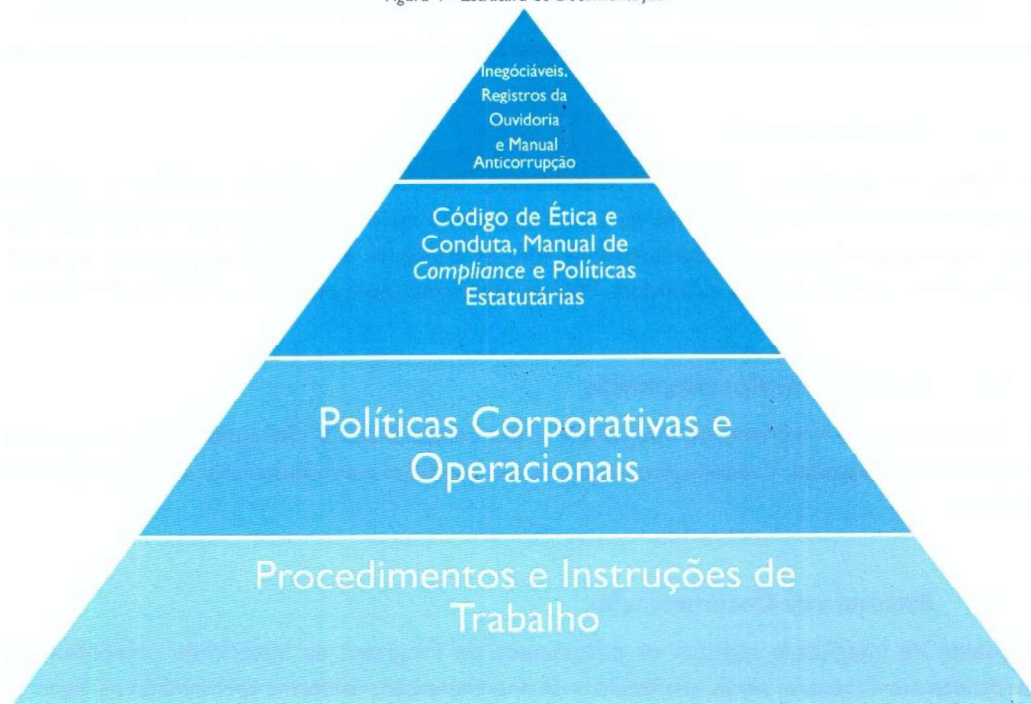 Inegóciáveis,
Registros da
Ouvidoria
e Manual
Anticorrupção
Código de Ética e
Conduta, Manual de
Compliance e Políticas
Estatutárias
Políticas Corporativas e
Operacionais
Procedimentos e Instruções de
Trabalho